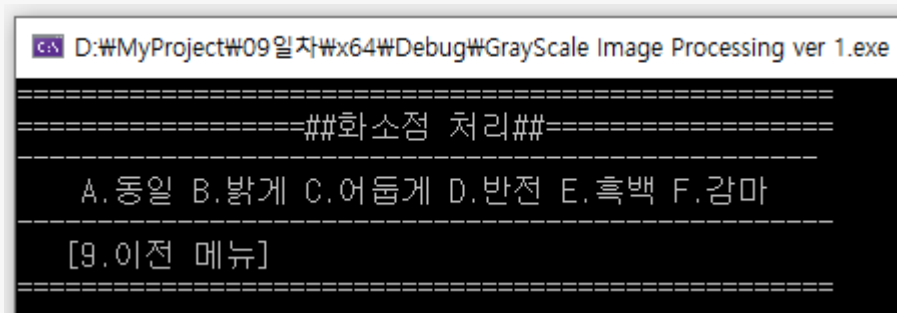 D:₩MyProject₩09일차₩x64₩Debug₩GrayScale Image Processing ver 1.exe
===================================================
==================##화소점 처리##==================
--------------------------------------------------
A.동일 B.밝게 C.어둡게 D.반전 E.흑백 F.감마
---------------------------------------------------
[9.이전 메뉴]
===================================================